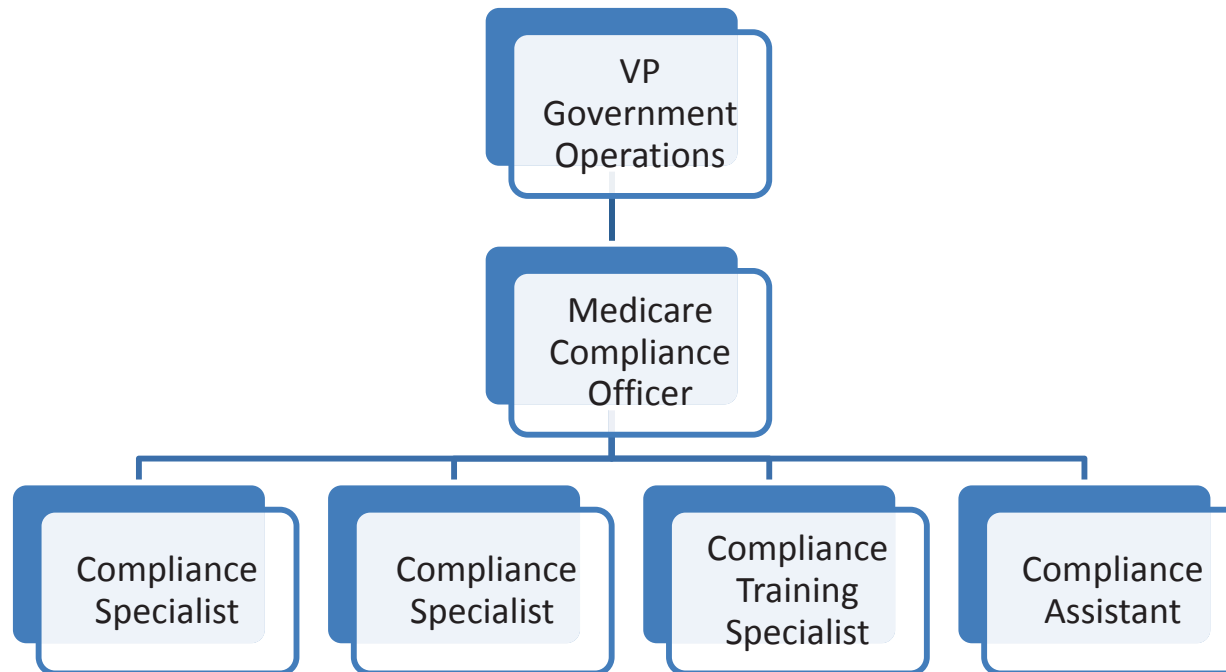 VP
Government
Operations
Medicare
Compliance
Officer
Compliance
Specialist
Compliance
Specialist
Compliance
Training
Specialist
Compliance
Assistant